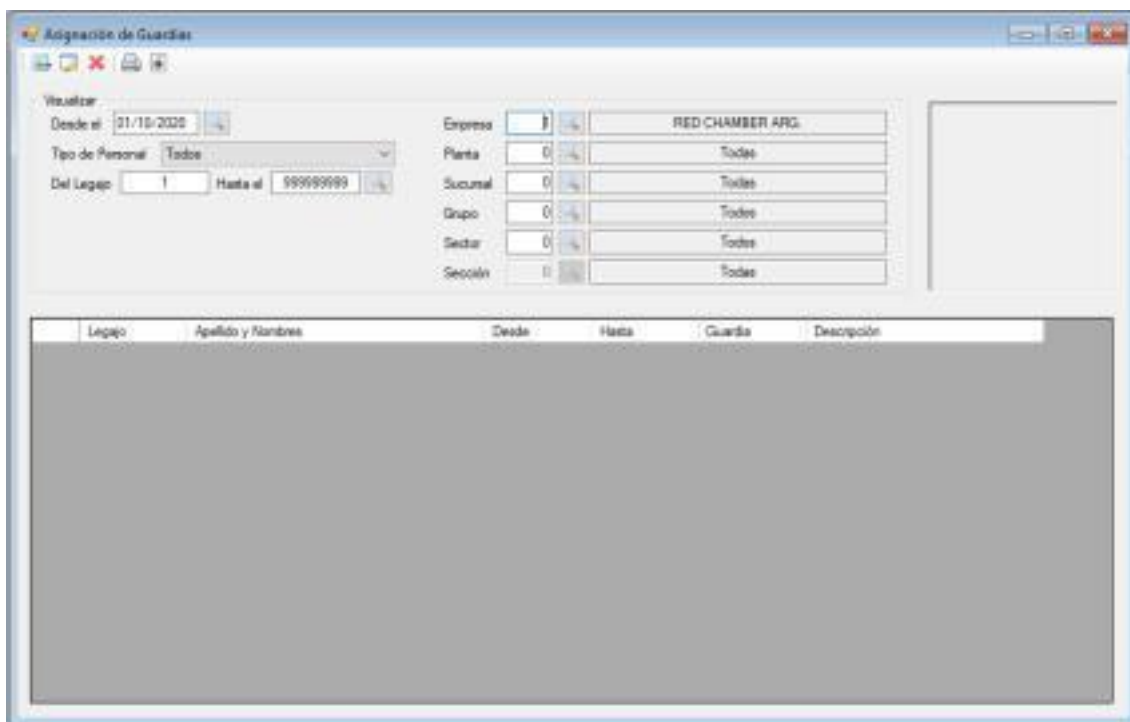 Asignación de Guardias
Visualizar
Desde el 01/10/2020
Tipo de Personal Todos
Del Legajo 1 Hasta el 999999999
Empresa RED CHAMBER ARG.
Planta 0 Todas
Sucursal 0 Todas
Grupo 0 Todos
Sector 0 Todos
Sección 0 Todas
Legajo Apellido y Nombres Desde Hasta Guardia Descripción